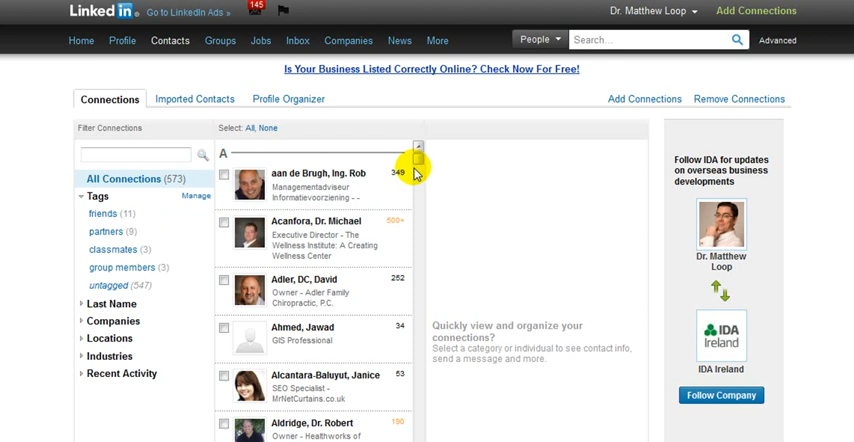 Linked in
Go to LinkedIn Ads »
145
Dr. Matthew Loop
Add Connections
Home
Profile
Contacts
Groups
Jobs
Inbox
Companies
News
More
People
Search...
Advanced
Is Your Business Listed Correctly Online? Check Now For Free!
Connections
Imported Contacts
Profile Organizer
Add Connections
Remove Connections
Filter Connections
All Connections (573)
Tags
Manage
friends (11)
partners (9)
classmates (3)
group members (3)
untagged (547)
Last Name
Companies
Locations
Industries
Recent Activity
Select: All, None
A
aan de Brugh, Ing. Rob
349
Managementadviseur
Informatievoorziening - -
Acanfora, Dr. Michael
500+
Executive Director - The
Wellness Institute: A Creating
Wellness Center
Adler, DC, David
252
Owner - Adler Family
Chiropractic, P.C.
Ahmed, Jawad
34
GIS Professional
Alcantara-Baluyut, Janice
53
SEO Specialist -
MrNetCurtains.co.uk
Aldridge, Dr. Robert
190
Owner - Healthworks of
Quickly view and organize your
connections?
Select a category or individual to see contact info,
send a message and more.
Follow IDA for updates
on overseas business
developments
Dr. Matthew
Loop
IDA
Ireland
IDA Ireland
Follow Company